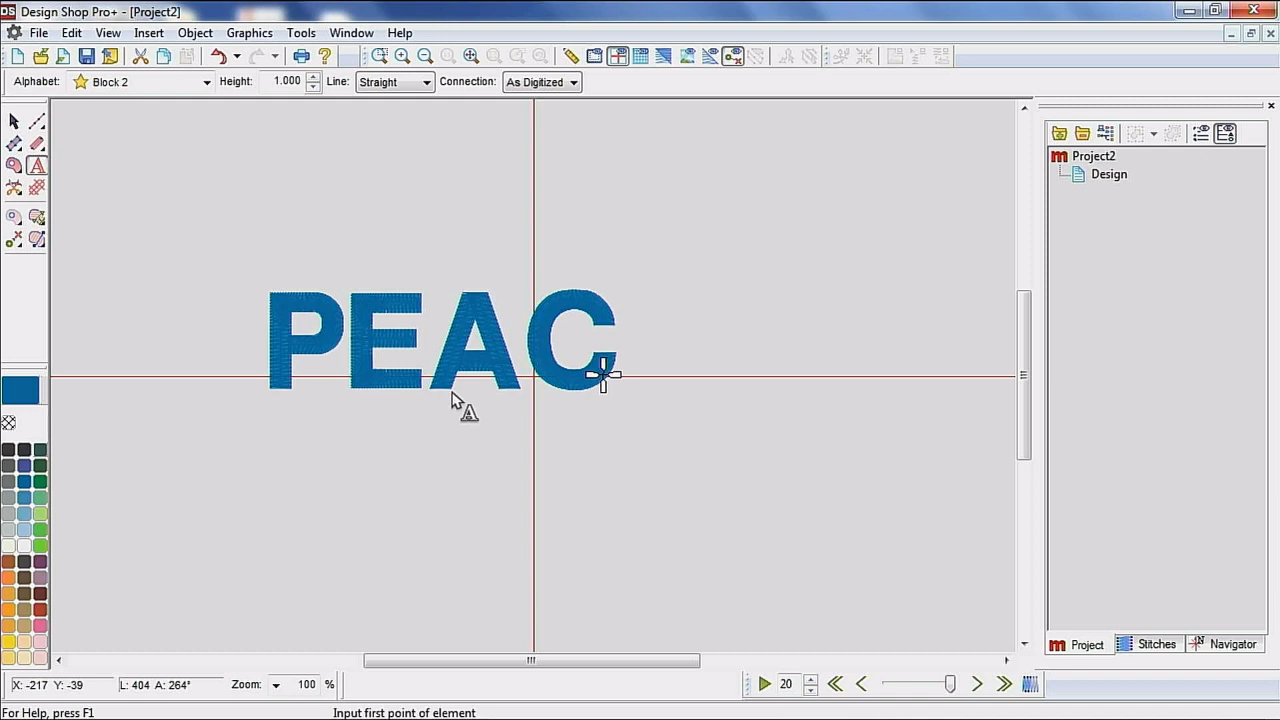 DS Design Shop Pro+ - [Project2]
File Edit View Insert Object Graphics Tools Window Help
Alphabet: Block 2 Height: 1.000 Line: Straight Connection: As Digitized
m Project2
Design
PEAC
A
m Project Stitches N Navigator
X: -217 Y: -39 L: 404 A: 264° Zoom: 100 % 20
For Help, press F1 Input first point of element